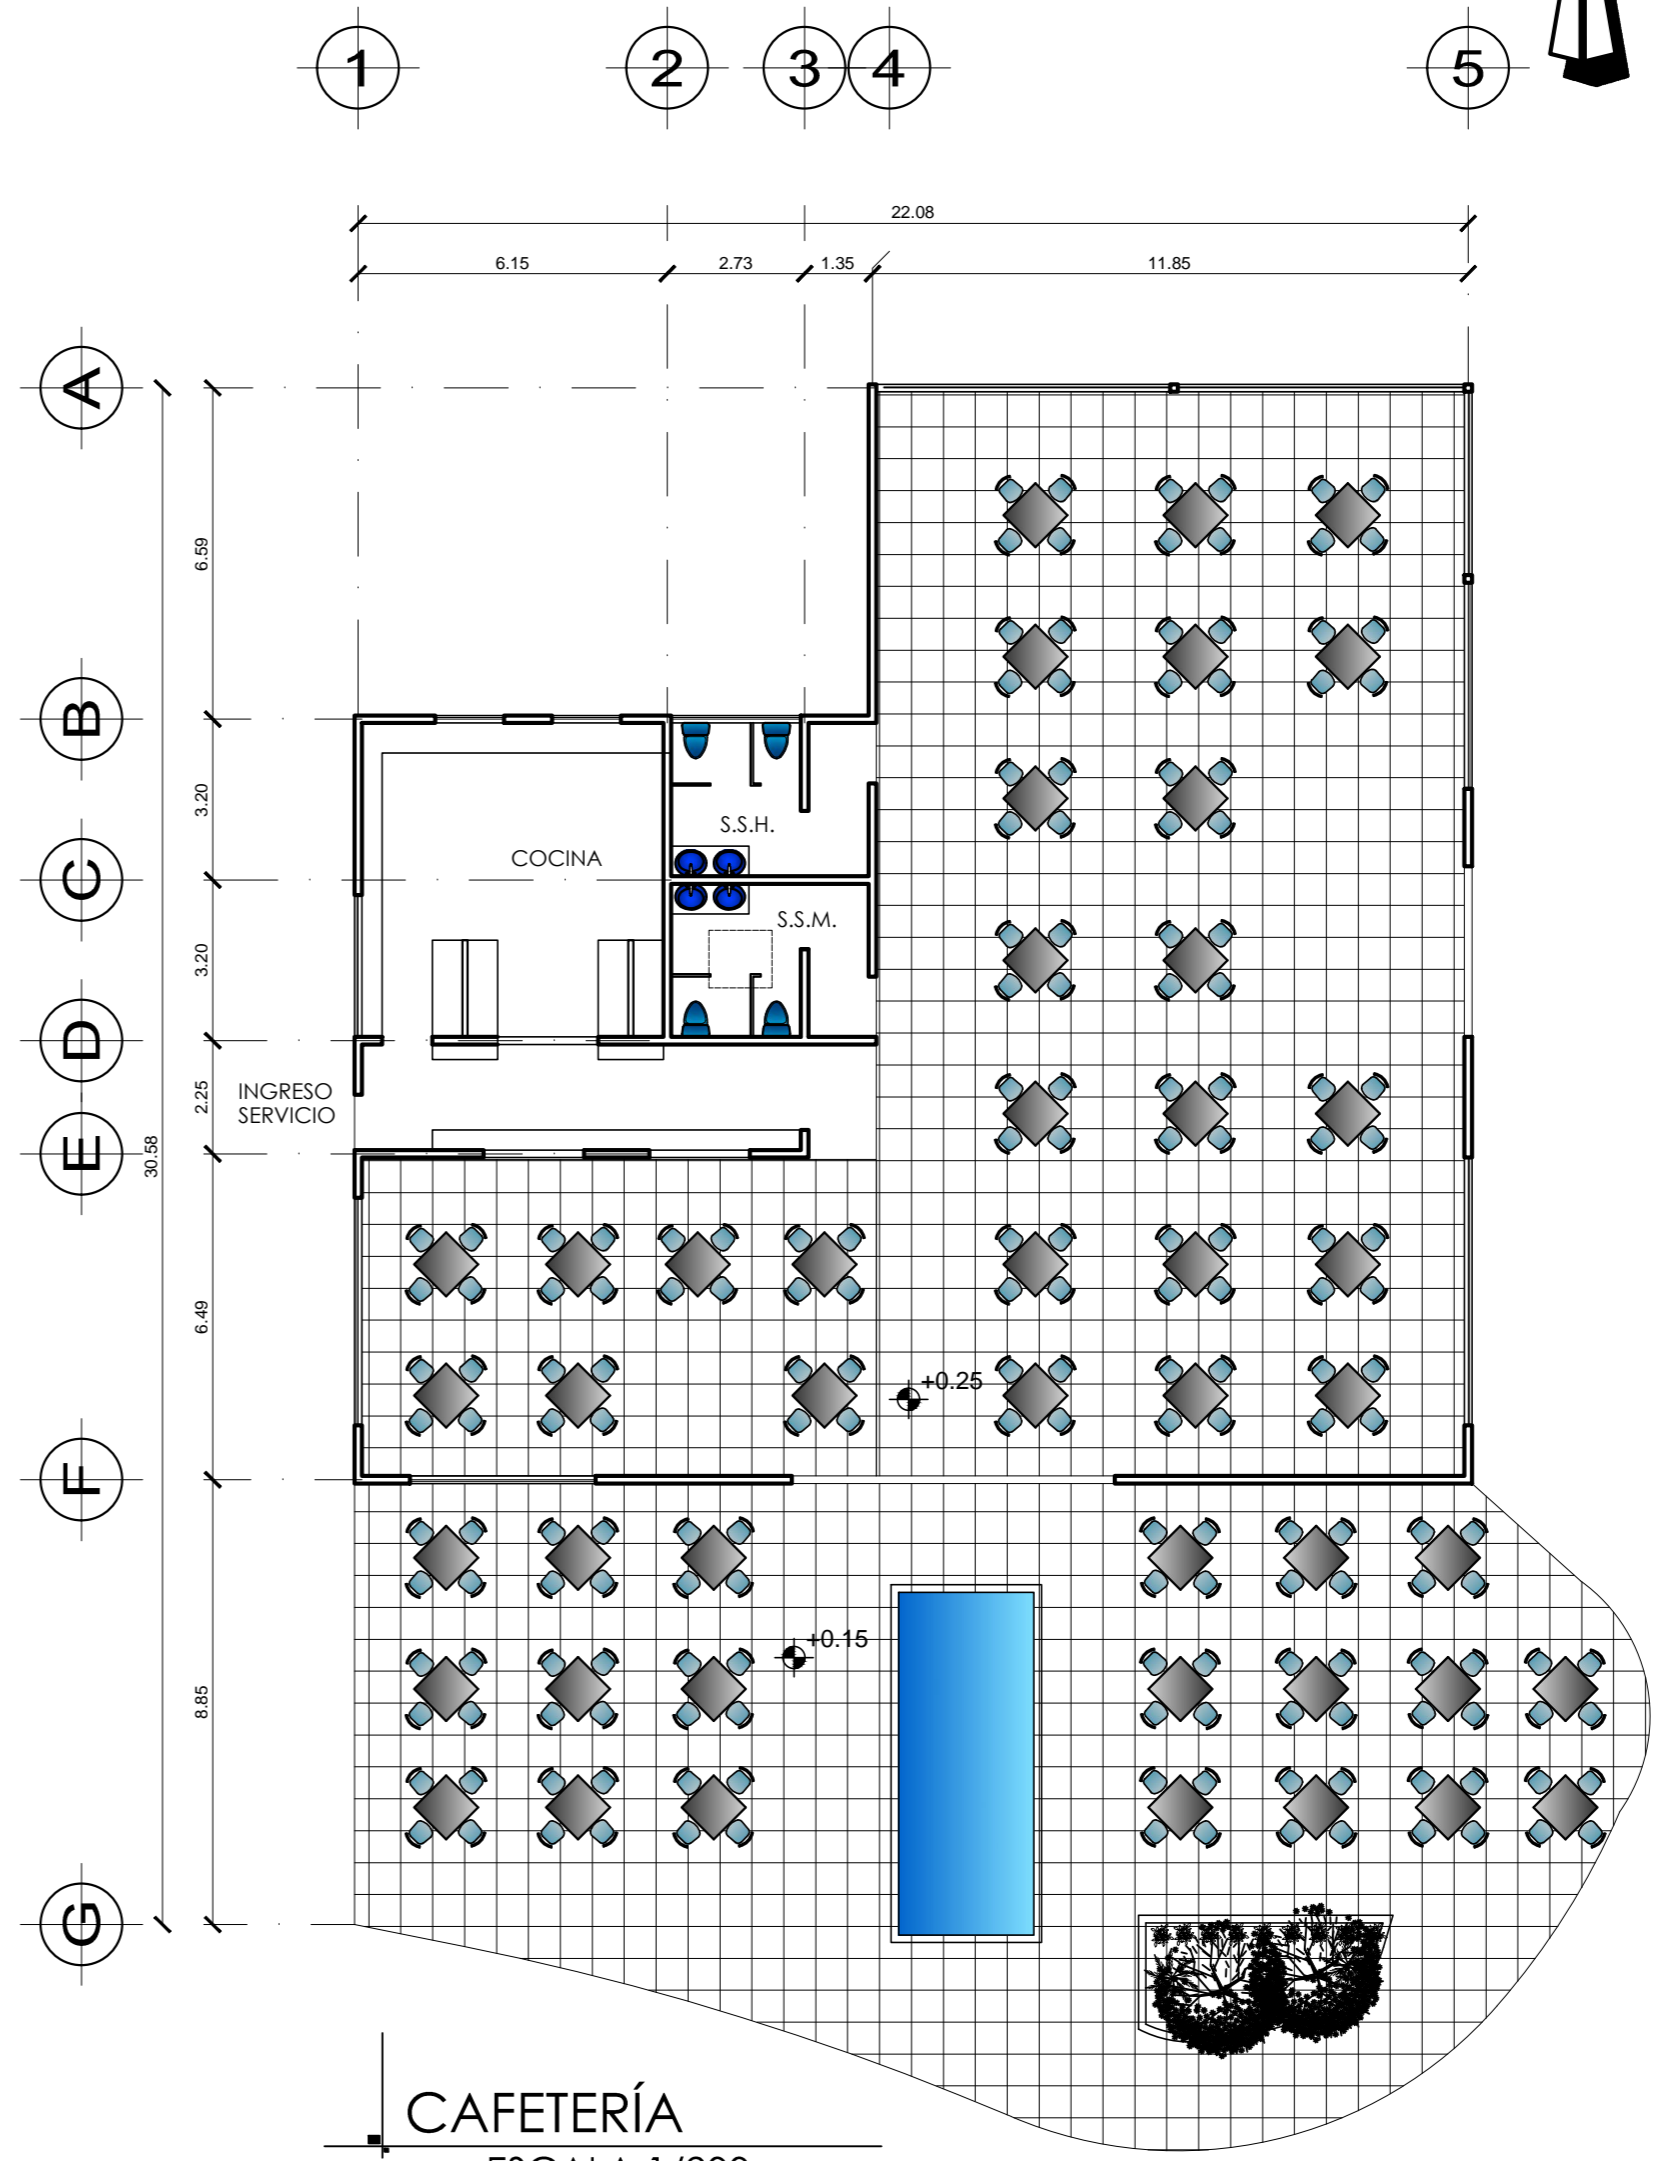 1 2 3 4 5
22.08
6.15 2.73 1.35 11.85
A
6.59
B
3.20
S.S.H.
COCINA
C
S.S.M.
3.20
D
INGRESO
SERVICIO
2.25
E
30.58
6.49
+0.25
F
+0.15
8.85
G
CAFETERÍA